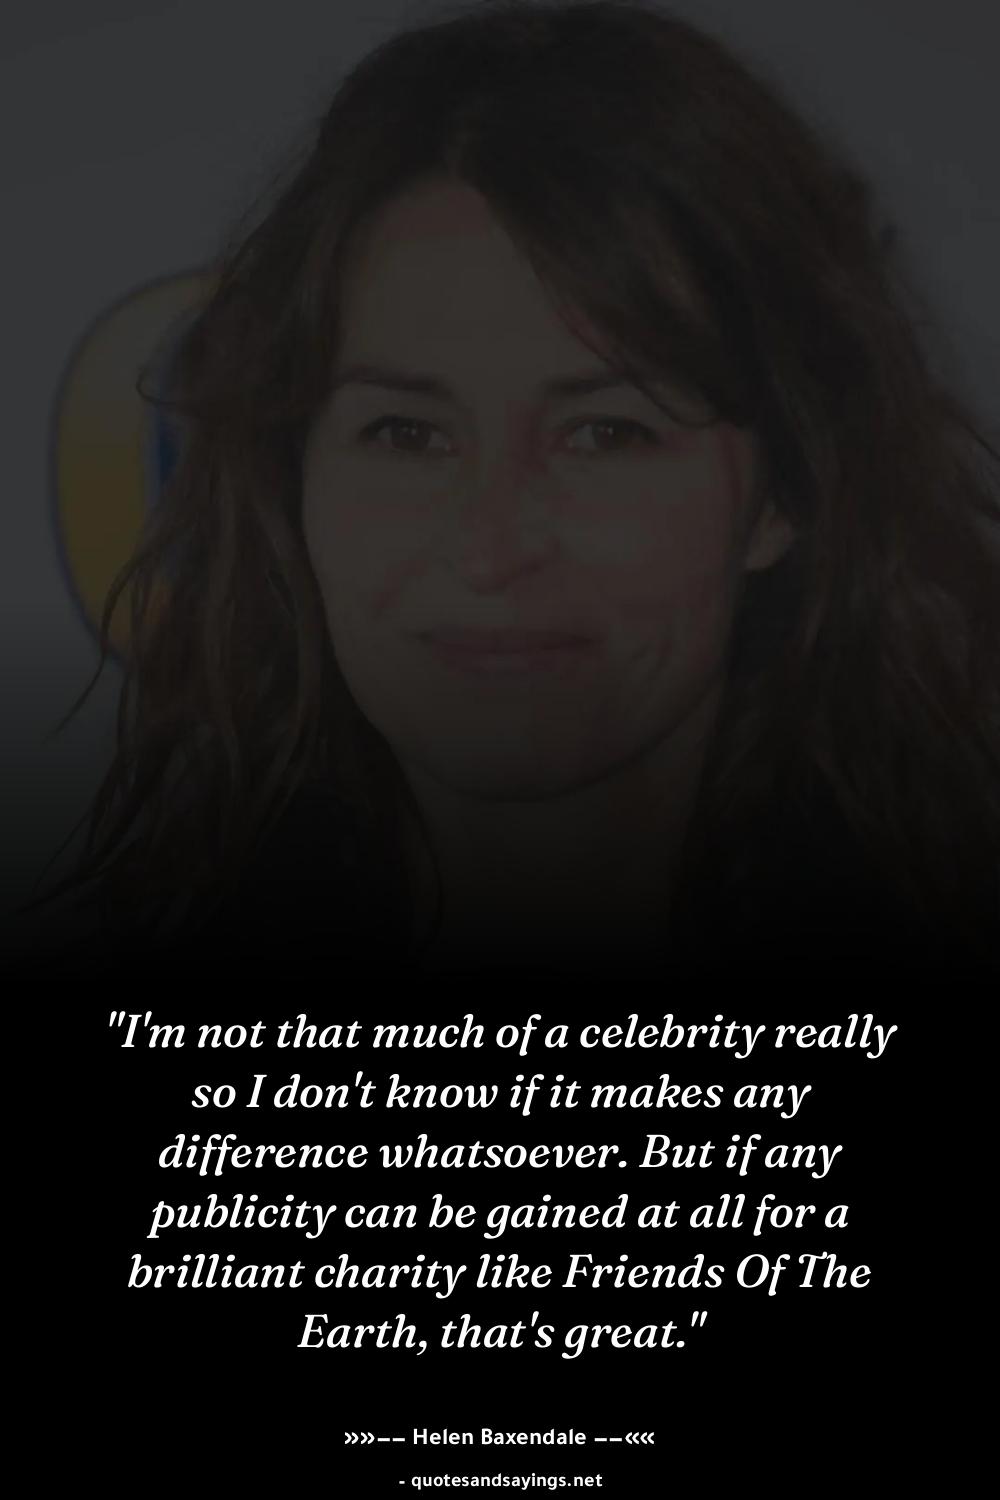 "I'm not that much of a celebrity really
so I don't know if it makes any
difference whatsoever. But if any
publicity can be gained at all for a
brilliant charity like Friends Of The
Earth, that's great."
»»−− Helen Baxendale −−««
- quotesandsayings.net